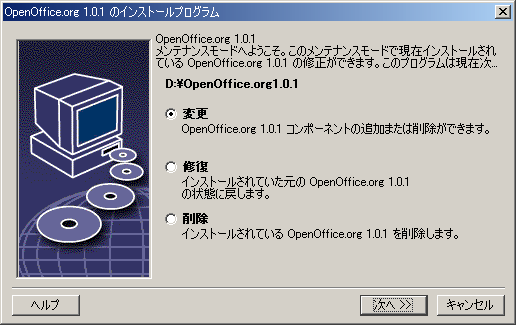 OpenOffice.org 1.0.1 のインストールプログラム
OpenOffice.org 1.0.1
メンテナンスモードへようこそ。このメンテナンスモードで現在インストールされ
ている OpenOffice.org 1.0.1 の修正ができます。このプログラムは現在次...
D:¥OpenOffice.org1.0.1
変更
OpenOffice.org 1.0.1 コンポーネントの追加または削除ができます。
修復
インストールされていた元の OpenOffice.org 1.0.1
の状態に戻します。
削除
インストールされている OpenOffice.org 1.0.1 を削除します。
ヘルプ
次へ >>
キャンセル